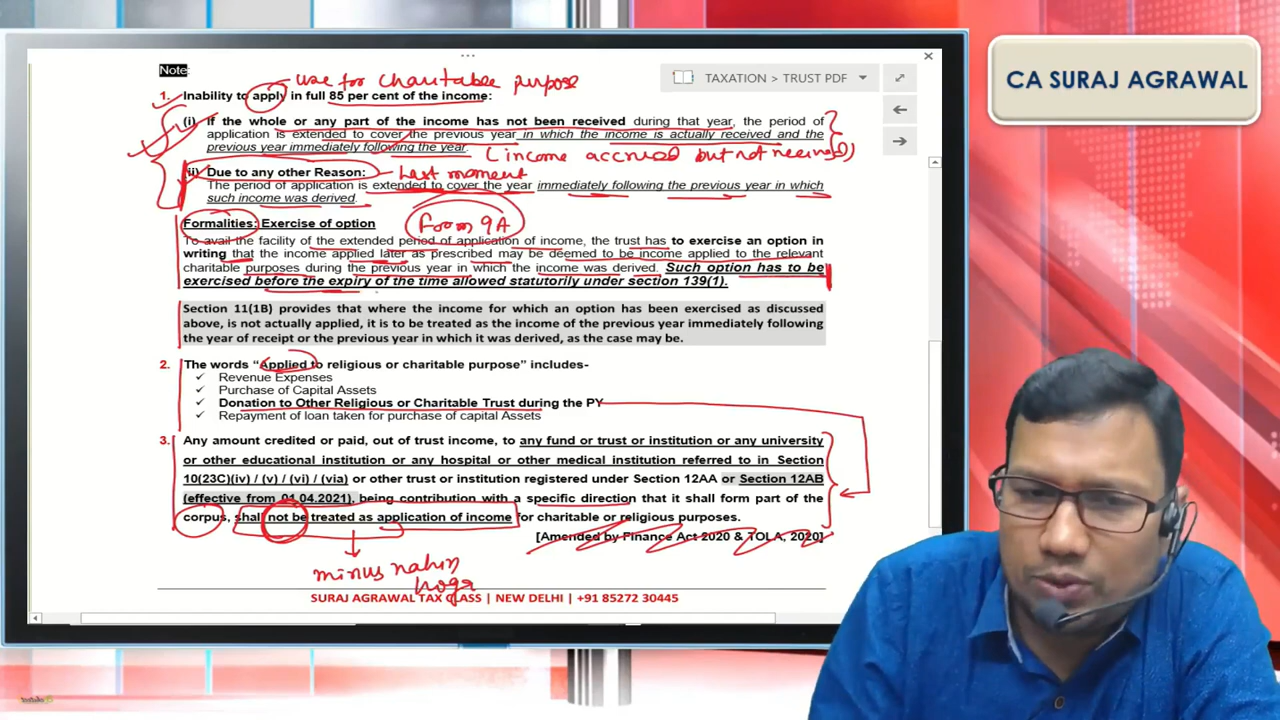 CA SURAJ AGRAWAL
TAXATION > TRUST PDF
Note:
use for charitable purpose
1. Inability to apply in full 85 per cent of the income:
(i) If the whole or any part of the income has not been received during that year, the period of
application is extended to cover the previous year in which the income is actually received and the
previous year immediately following the year.
(income accrued but not received)
(ii) Due to any other Reason: Last moment
The period of application is extended to cover the year immediately following the previous year in which
such income was derived.
Formalities: Exercise of option
Form 9A
To avail the facility of the extended period of application of income, the trust has to exercise an option in
writing that the income applied later as prescribed may be deemed to be income applied to the relevant
charitable purposes during the previous year in which the income was derived. Such option has to be
exercised before the expiry of the time allowed statutorily under section 139(1).
Section 11(1B) provides that where the income for which an option has been exercised as discussed
above, is not actually applied, it is to be treated as the income of the previous year immediately following
the year of receipt or the previous year in which it was derived, as the case may be.
2. The words “Applied to religious or charitable purpose” includes-
✓ Revenue Expenses
✓ Purchase of Capital Assets
✓ Donation to Other Religious or Charitable Trust during the PY
✓ Repayment of loan taken for purchase of capital Assets
3. Any amount credited or paid, out of trust income, to any fund or trust or institution or any university
or other educational institution or any hospital or other medical institution referred to in Section
10(23C)(iv) / (v) / (vi) / (via) or other trust or institution registered under Section 12AA or Section 12AB
(effective from 01.04.2021), being contribution with a specific direction that it shall form part of the
corpus, shall not be treated as application of income for charitable or religious purposes.
[Amended by Finance Act 2020 & TOLA, 2020]
minus nahin
hoga
SURAJ AGRAWAL TAX CLASS | NEW DELHI | +91 85272 30445